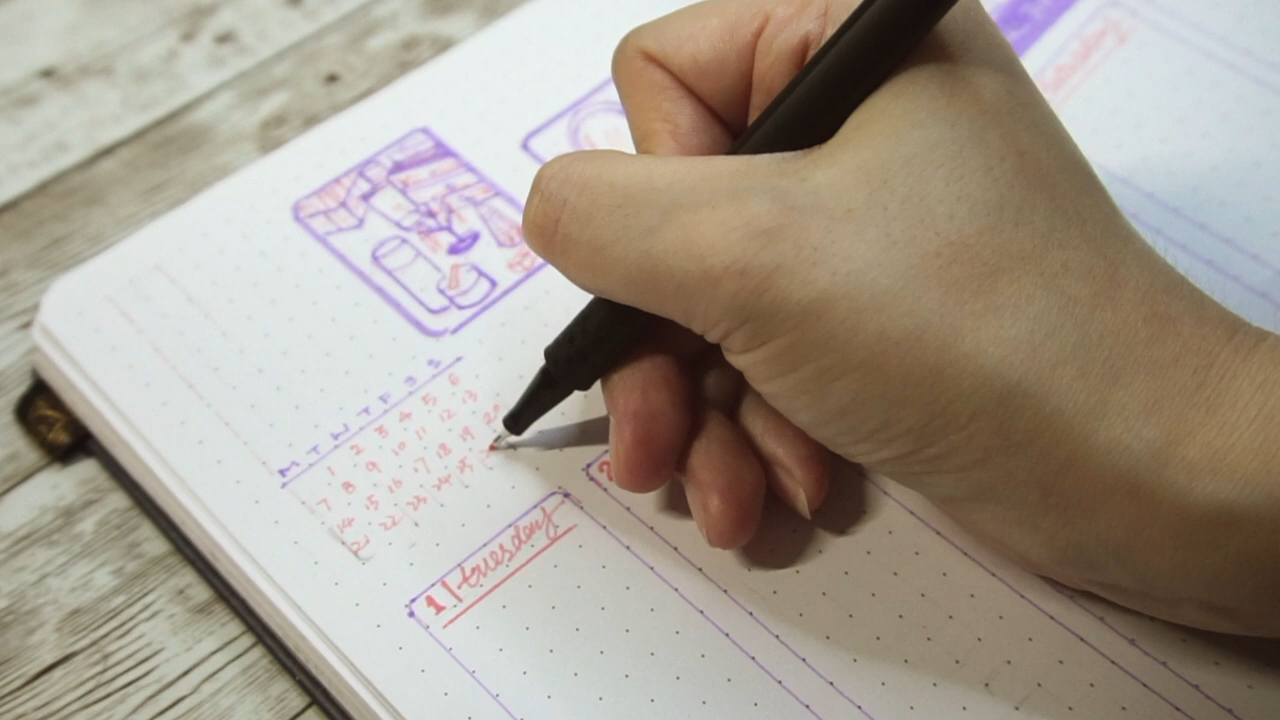 M T W T F S S
1 2 3 4 5 6
7 8 9 10 11 12 13
14 15 16 17 18 19 20
21 22 23 24 25
1 | tuesday
2